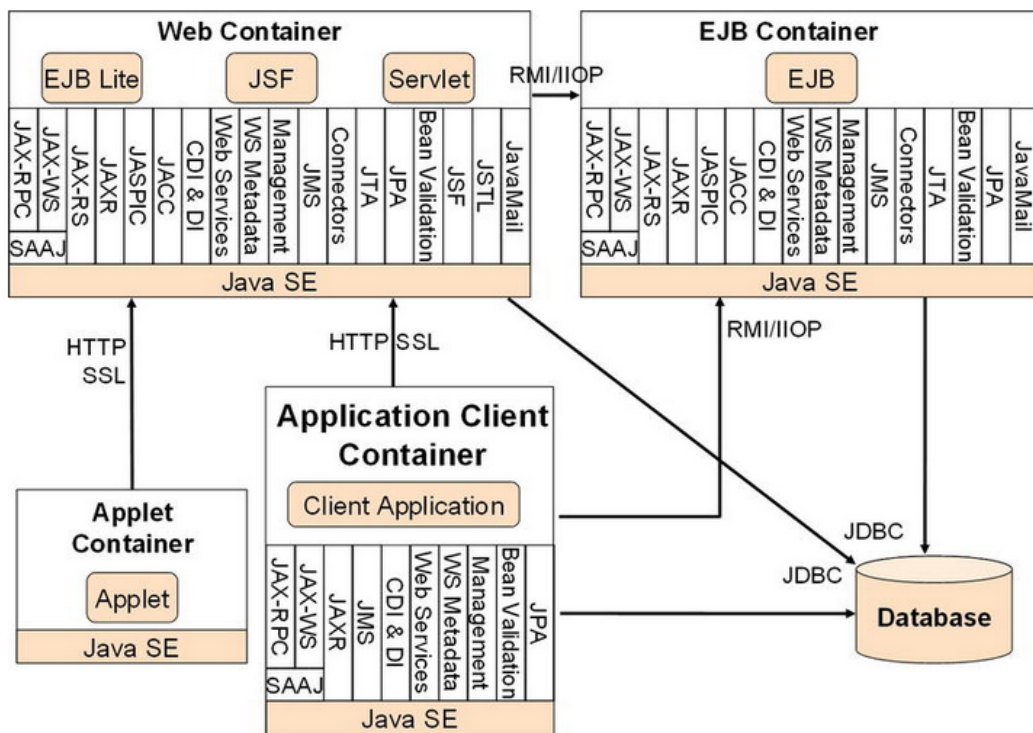 Web Container
EJB Lite
JSF
Servlet
JAX-RPC
JAX-WS
SAAJ
JAX-RS
JAXR
JASPIC
JACC
CDI & DI
Web Services
WS Metadata
Management
JMS
Connectors
JTA
JPA
Bean Validation
JSF
JSTL
JavaMail
Java SE
RMI/IIOP
EJB Container
EJB
JAX-RPC
JAX-WS
SAAJ
JAX-RS
JAXR
JASPIC
JACC
CDI & DI
Web Services
WS Metadata
Management
JMS
Connectors
JTA
Bean Validation
JPA
JavaMail
Java SE
HTTP
SSL
HTTP SSL
RMI/IIOP
Application Client
Container
Client Application
JAX-RPC
JAX-WS
SAAJ
JAXR
JMS
CDI & DI
Web Services
WS Metadata
Management
Bean Validation
JPA
Java SE
Applet
Container
Applet
Java SE
JDBC
JDBC
Database